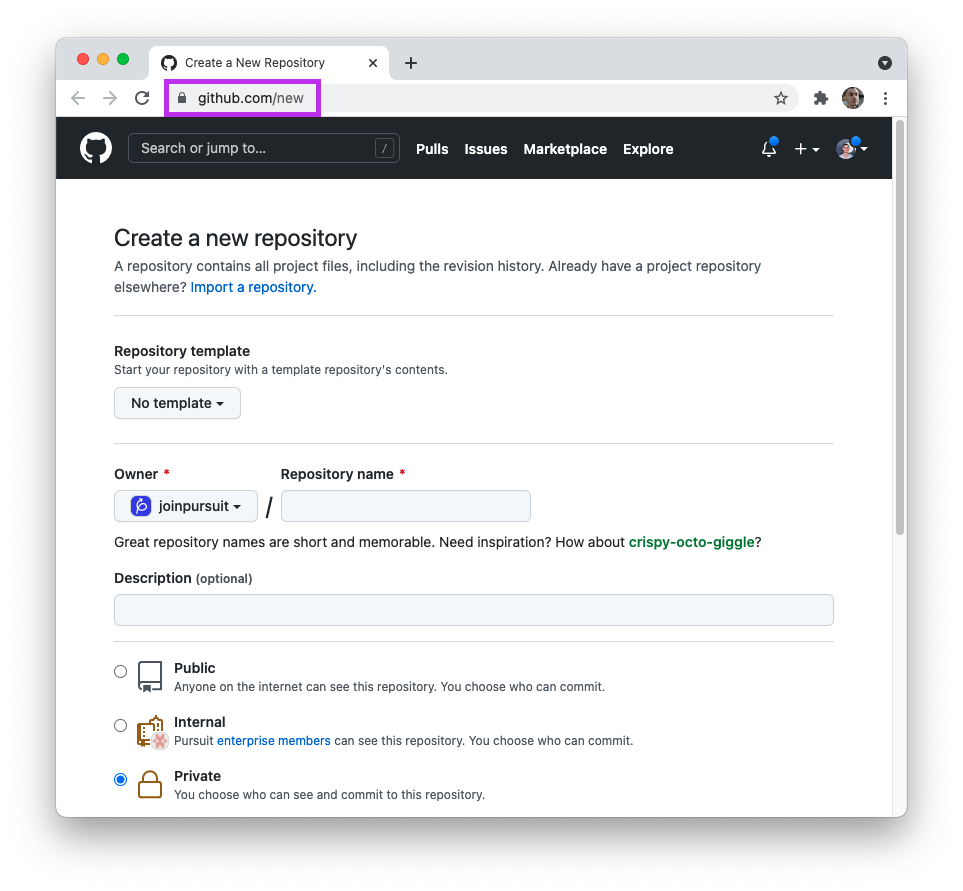 Create a New Repository
github.com/new
Search or jump to... /
Pulls Issues Marketplace Explore
Create a new repository
A repository contains all project files, including the revision history. Already have a project repository
elsewhere? Import a repository.
Repository template
Start your repository with a template repository's contents.
No template
Owner * Repository name *
joinpursuit /
Great repository names are short and memorable. Need inspiration? How about crispy-octo-giggle?
Description (optional)
Public
Anyone on the internet can see this repository. You choose who can commit.
Internal
Pursuit enterprise members can see this repository. You choose who can commit.
Private
You choose who can see and commit to this repository.